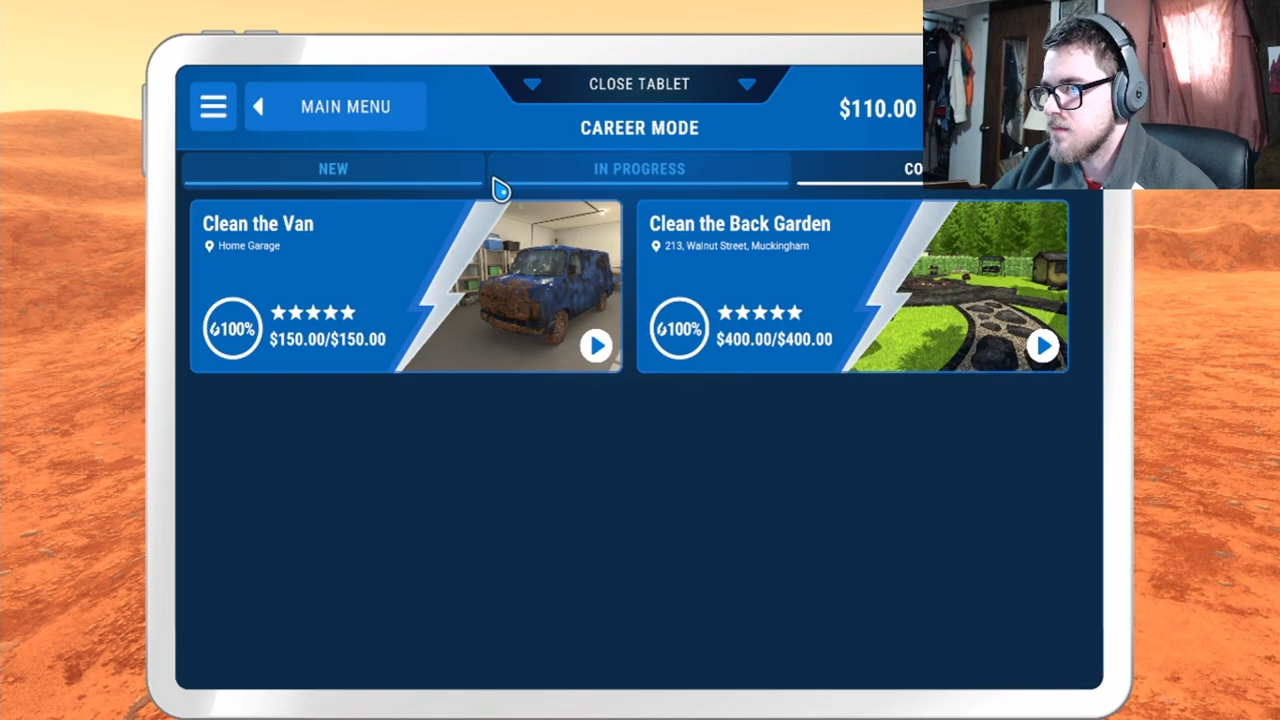 CLOSE TABLET
MAIN MENU
$110.00
CAREER MODE
NEW
IN PROGRESS
Clean the Van
Home Garage
100%
$150.00/$150.00
Clean the Back Garden
213, Walnut Street, Muckingham
100%
$400.00/$400.00